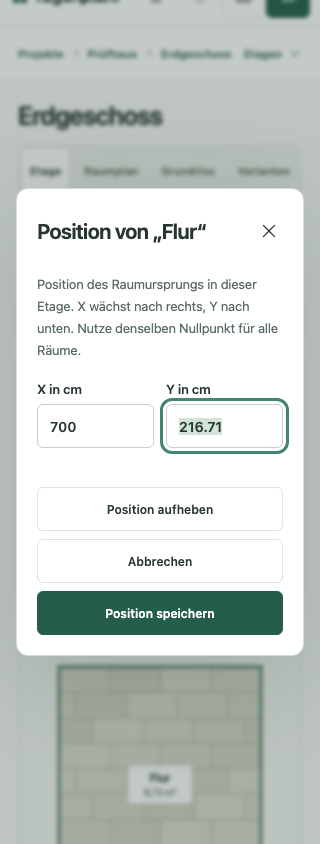 Projekte > Prüfhaus > Erdgeschoss Etagen
Erdgeschoss
Etage Raumplan Grundriss Varianten
Position von „Flur“
Position des Raumursprungs in dieser
Etage. X wächst nach rechts, Y nach
unten. Nutze denselben Nullpunkt für alle
Räume.
X in cm Y in cm
700 216.71
Position aufheben
Abbrechen
Position speichern
Flur